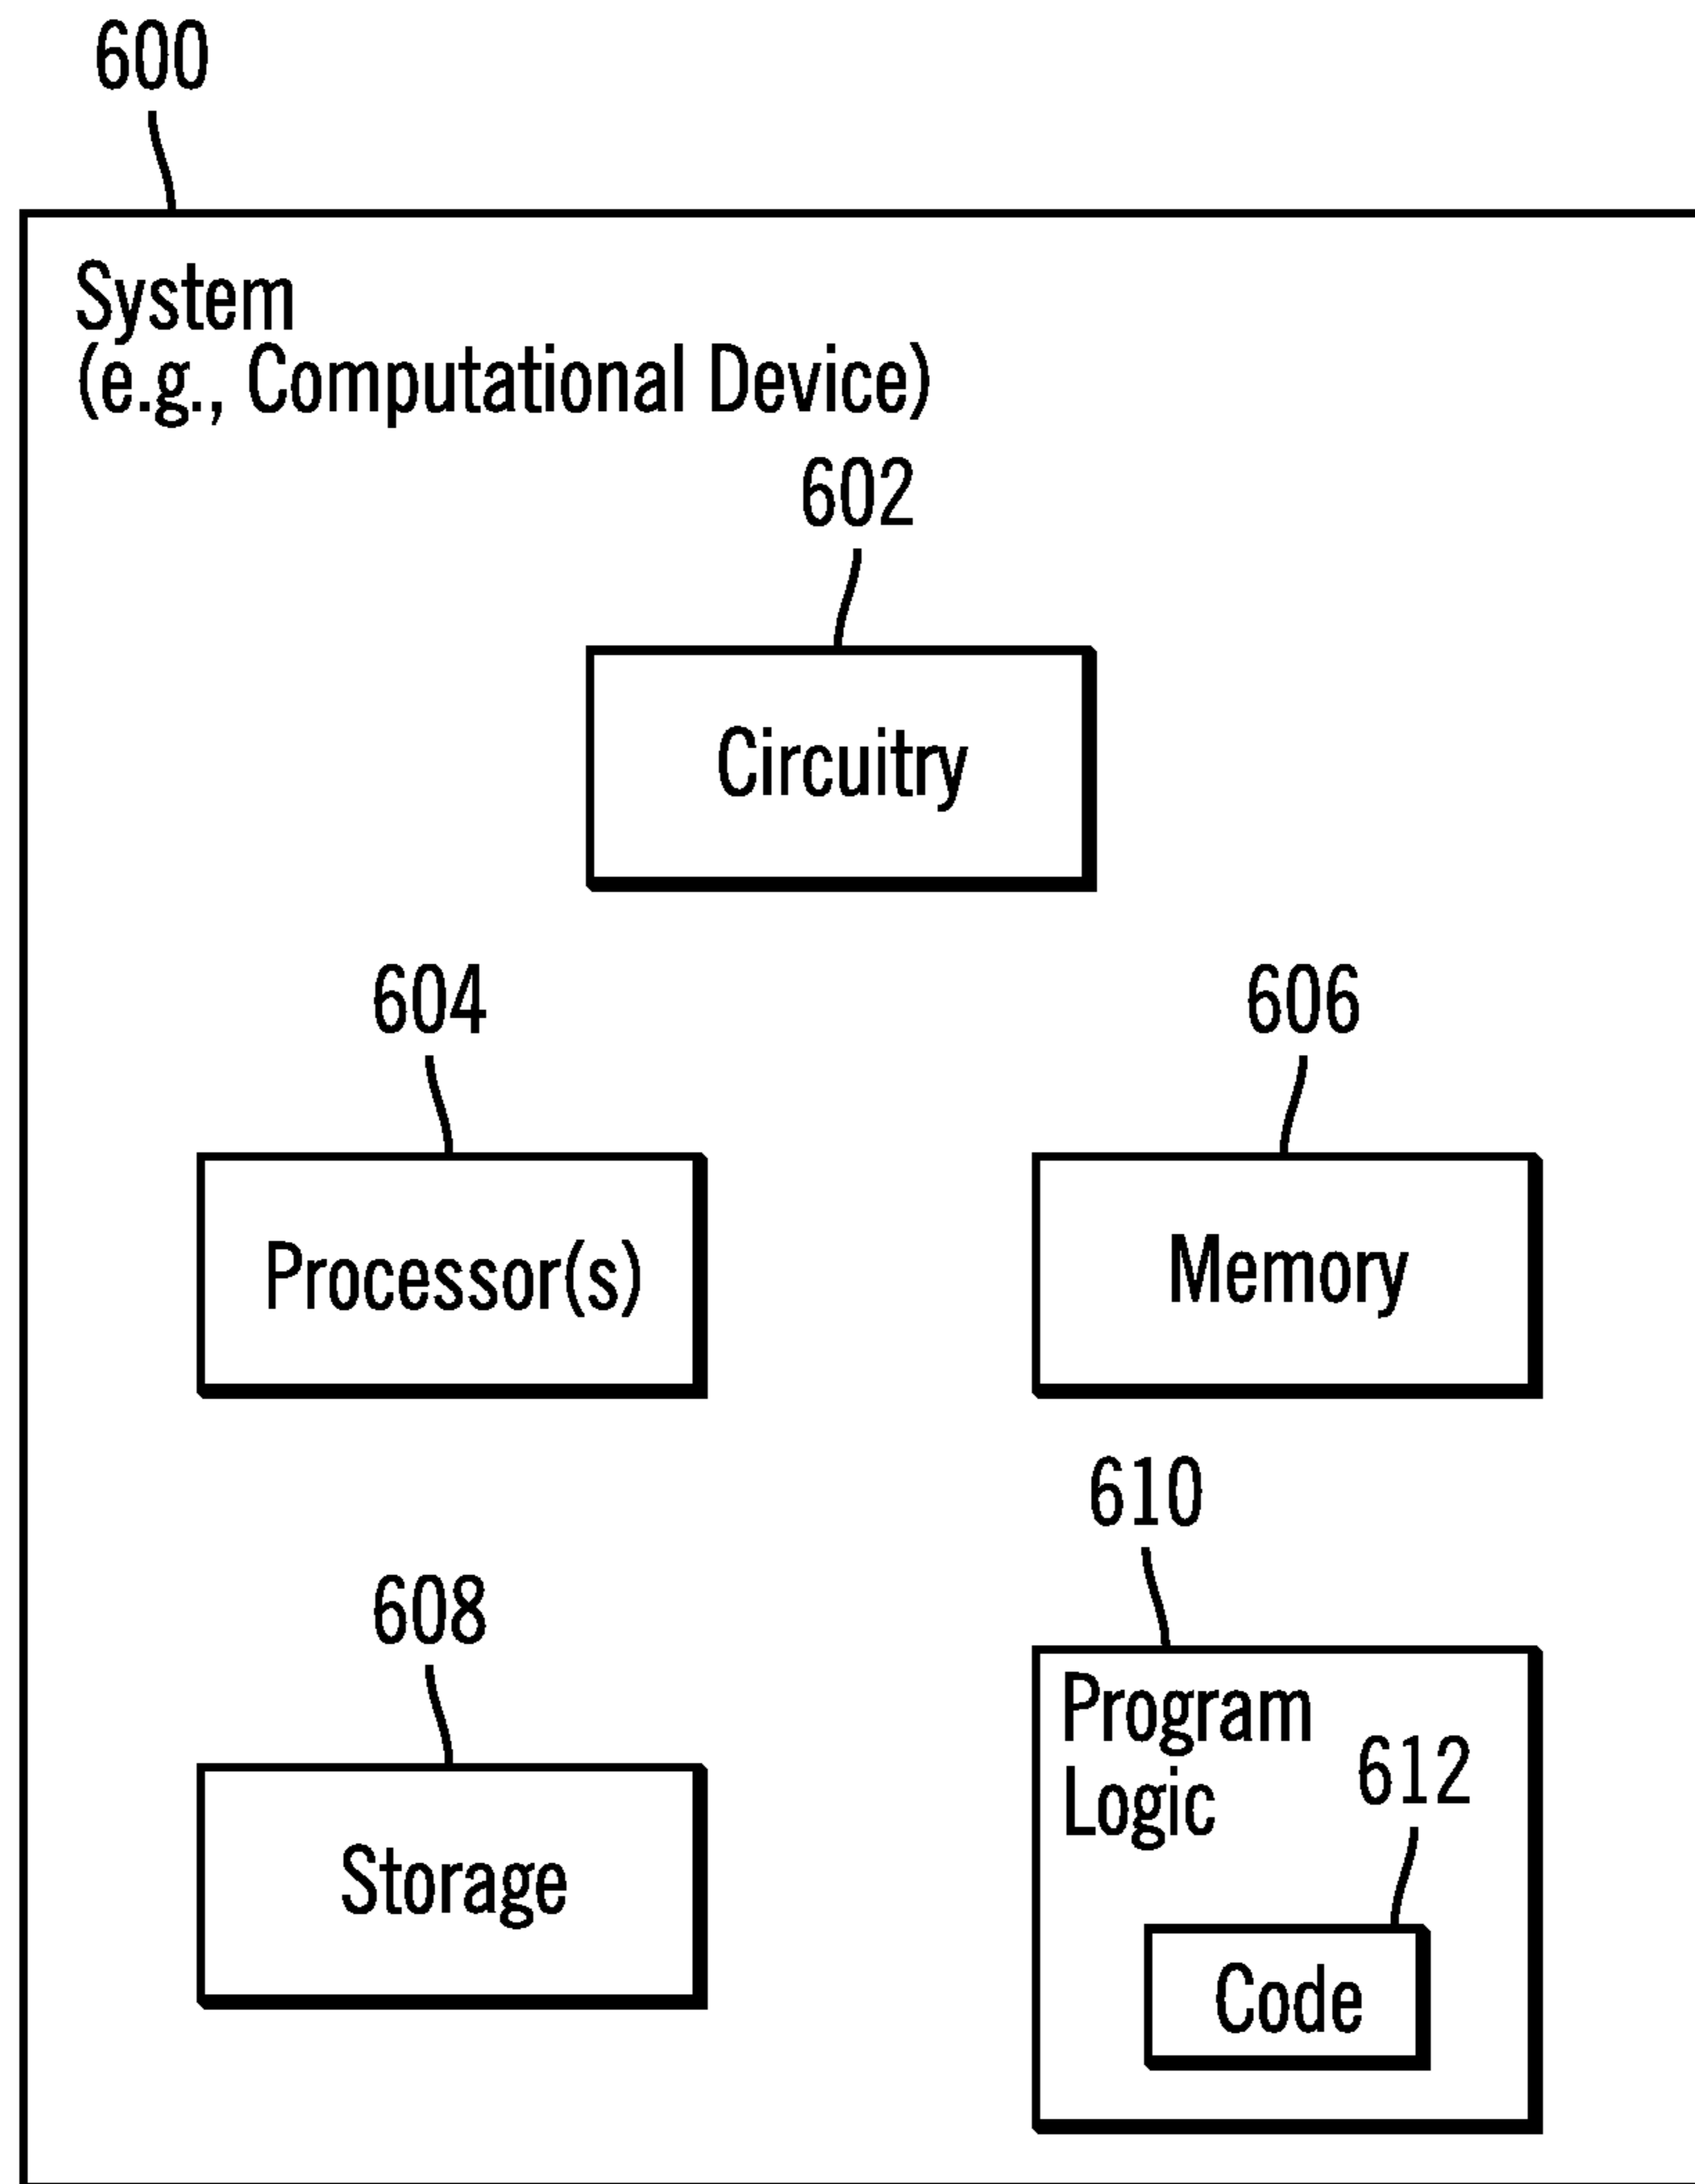 600
System
(e.g., Computational Device)
602
Circuitry
604
606
Processor(s)
Memory
610
608
Program
Logic
612
Storage
Code